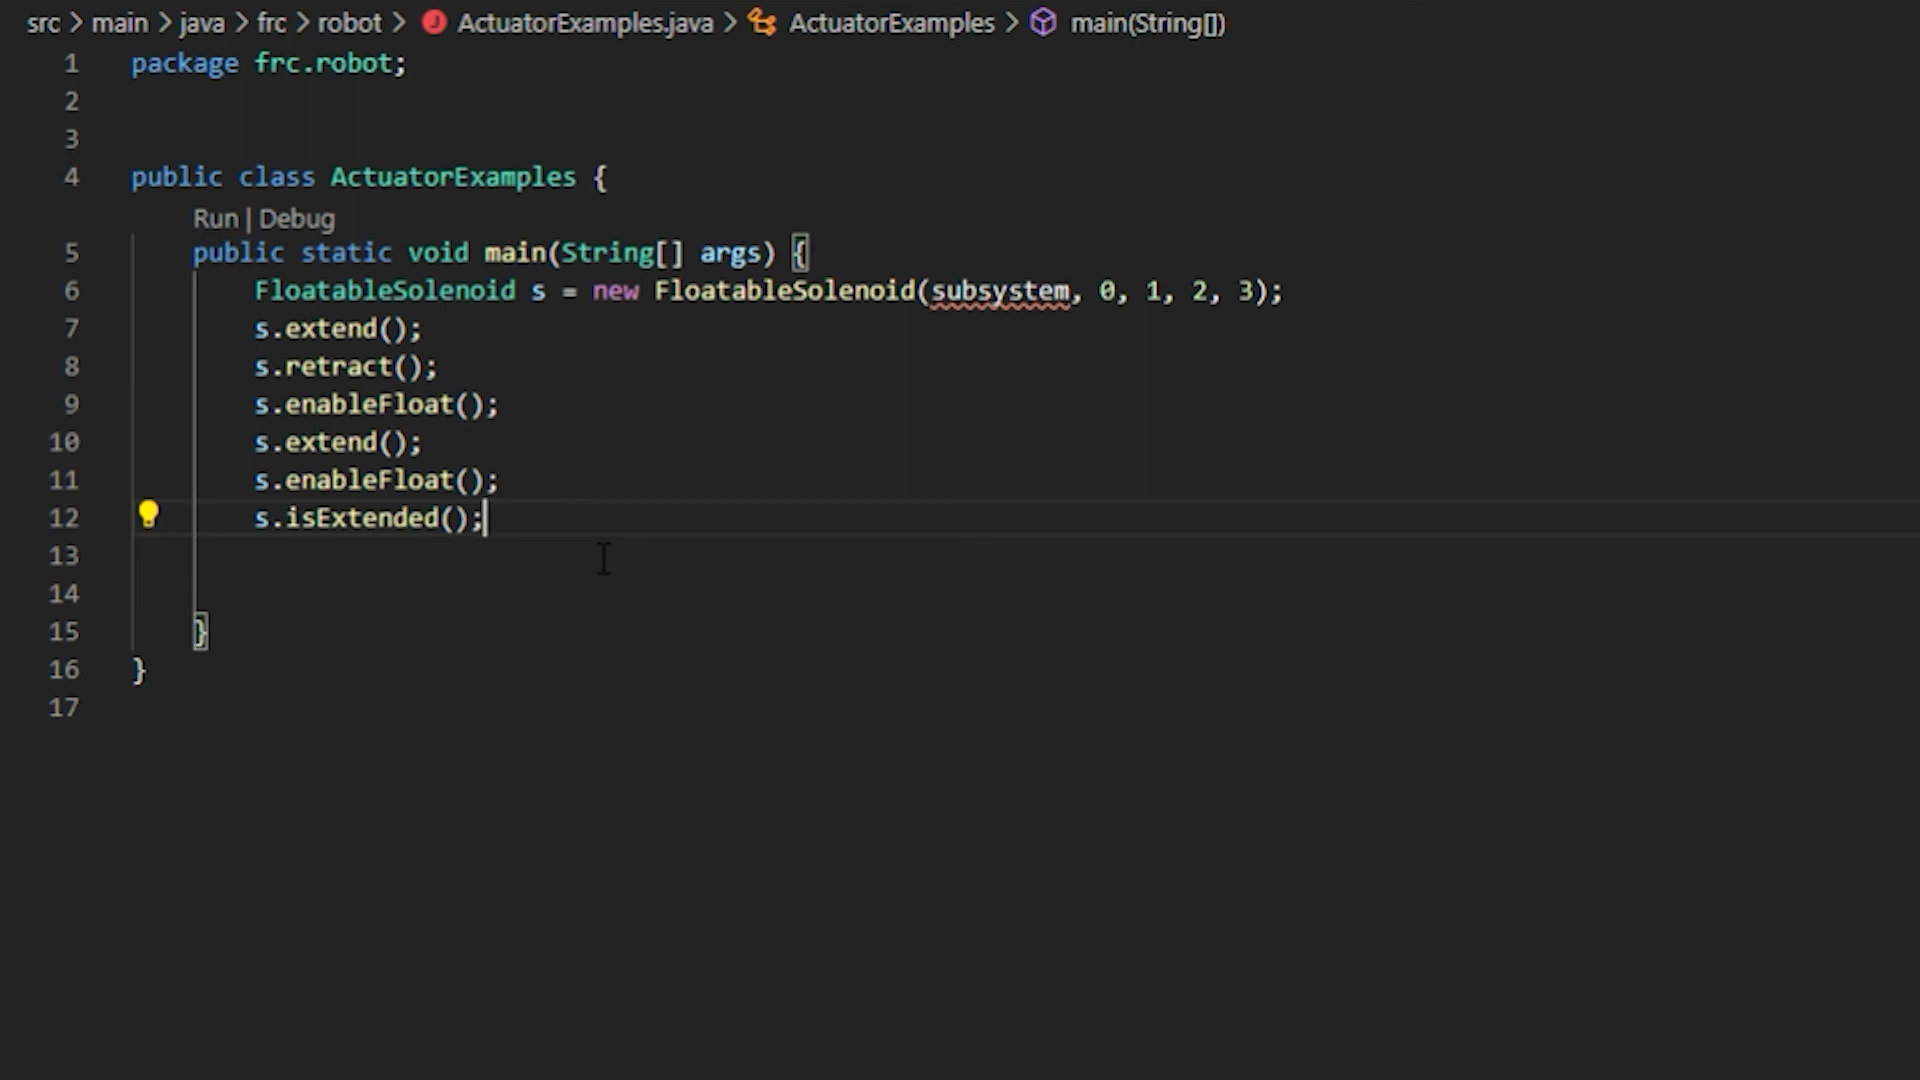 src > main > java > frc > robot > ActuatorExamples.java > ActuatorExamples > main(String[])
1 package frc.robot;
2
3
4 public class ActuatorExamples {
Run | Debug
5 public static void main(String[] args) {
6 FloatableSolenoid s = new FloatableSolenoid(subsystem, 0, 1, 2, 3);
7 s.extend();
8 s.retract();
9 s.enableFloat();
10 s.extend();
11 s.enableFloat();
12 s.isExtended();
13
14
15 }
16 }
17